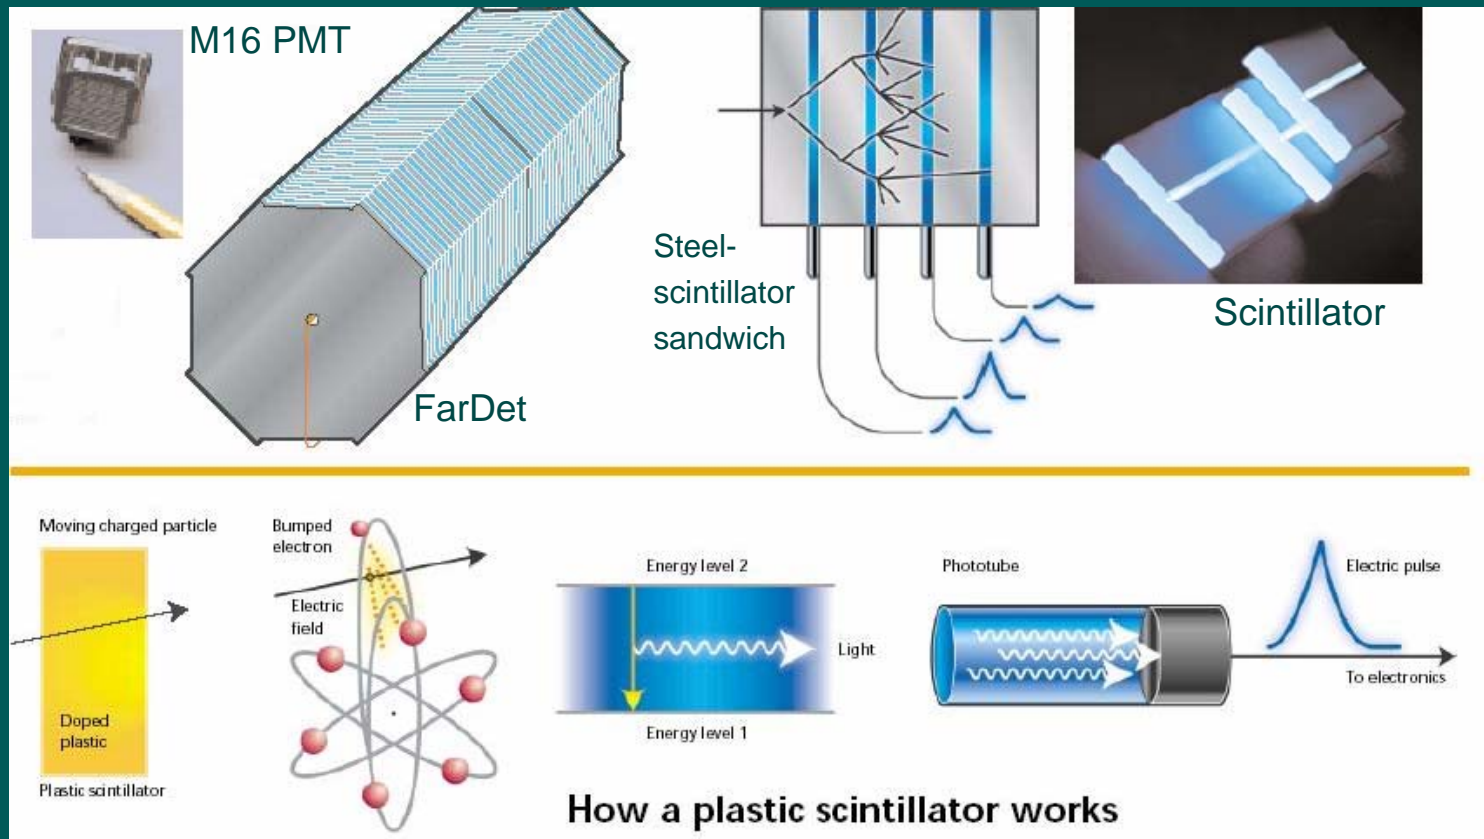 M16 PMT
FarDet
Steel-
scintillator
sandwich
Scintillator
Moving charged particle
Doped
plastic
Plastic scintillator
Bumped
electron
Electric
field
Energy level 2
Light
Energy level 1
Phototube
Electric pulse
To electronics
How a plastic scintillator works